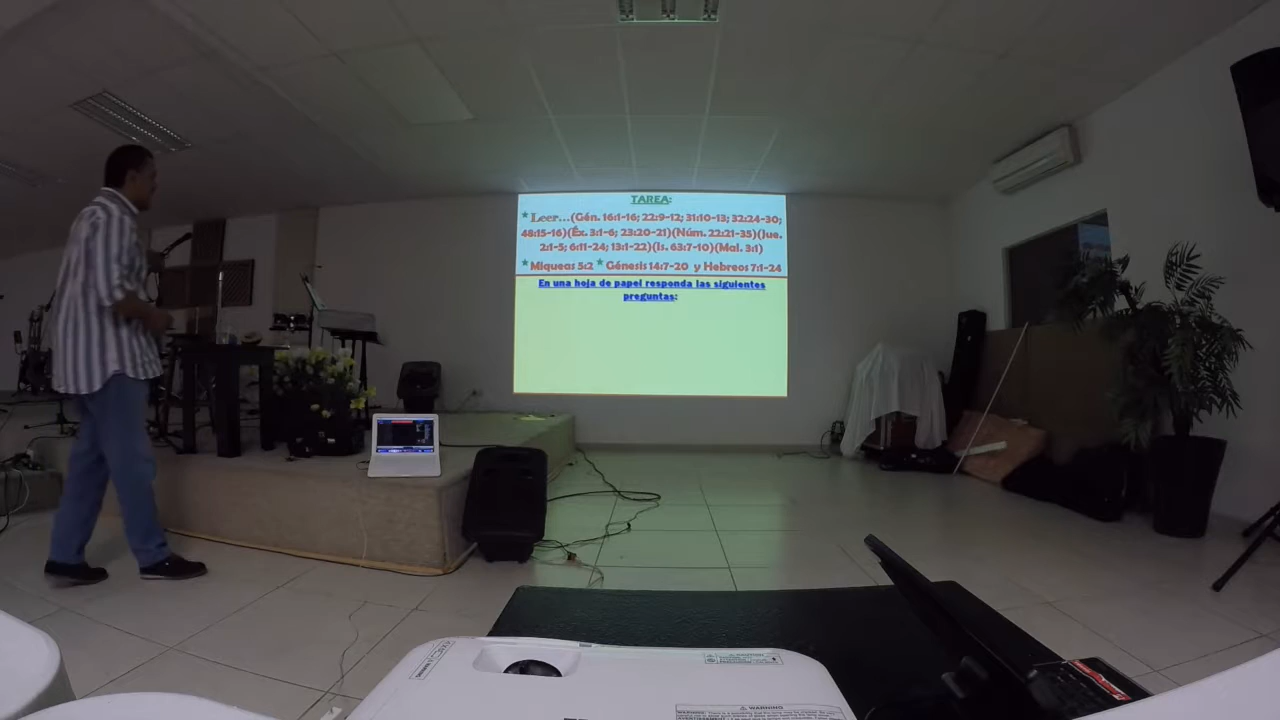 TAREA:
* Leer...(Gén. 16:1-16; 22:9-12; 31:10-13; 32:24-30;
48:15-16)(Éx. 3:1-6; 23:20-21)(Núm. 22:21-35)(Jue.
2:1-5; 6:11-24; 13:1-22)(Is. 63:7-10)(Mal. 3:1)
* Miqueas 5:2 * Génesis 14:7-20 y Hebreos 7:1-24
En una hoja de papel responda las siguientes
preguntas:
WARNING